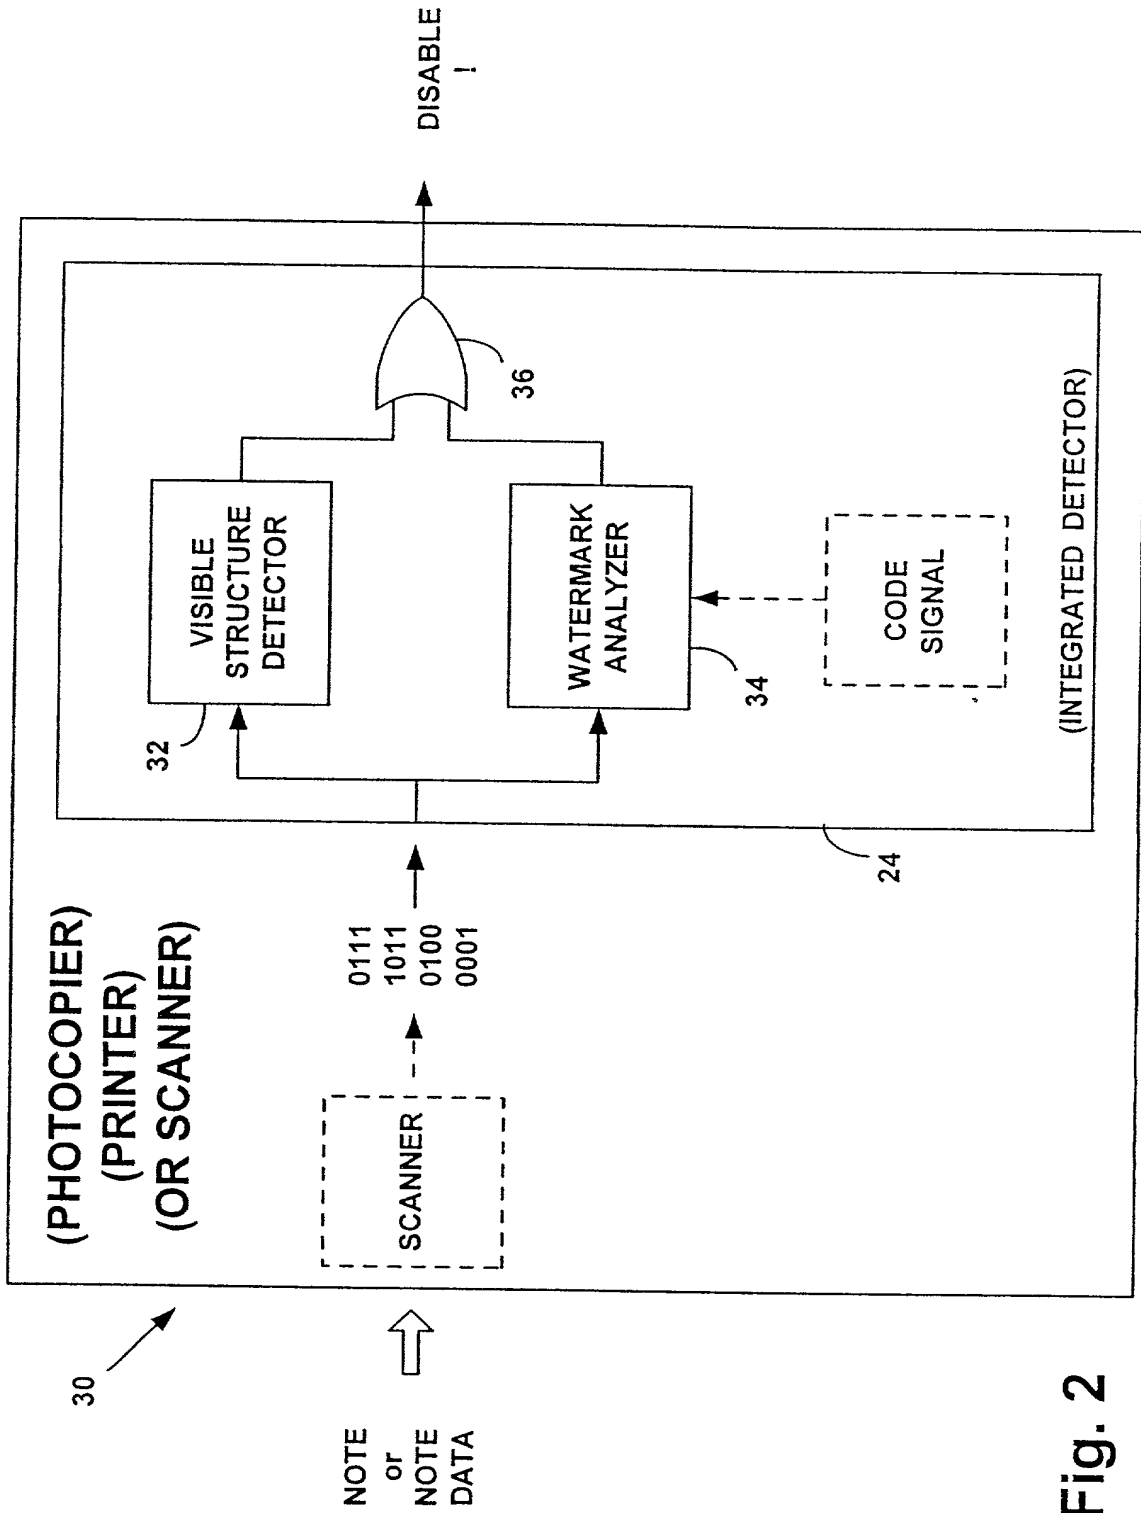 (PHOTOCOPIER)
(PRINTER)
(OR SCANNER)
30
NOTE
or
NOTE
DATA
SCANNER
0111
1011
0100
0001
32
VISIBLE
STRUCTURE
DETECTOR
34
WATERMARK
ANALYZER
CODE
SIGNAL
36
24
(INTEGRATED DETECTOR)
DISABLE
!
Fig. 2